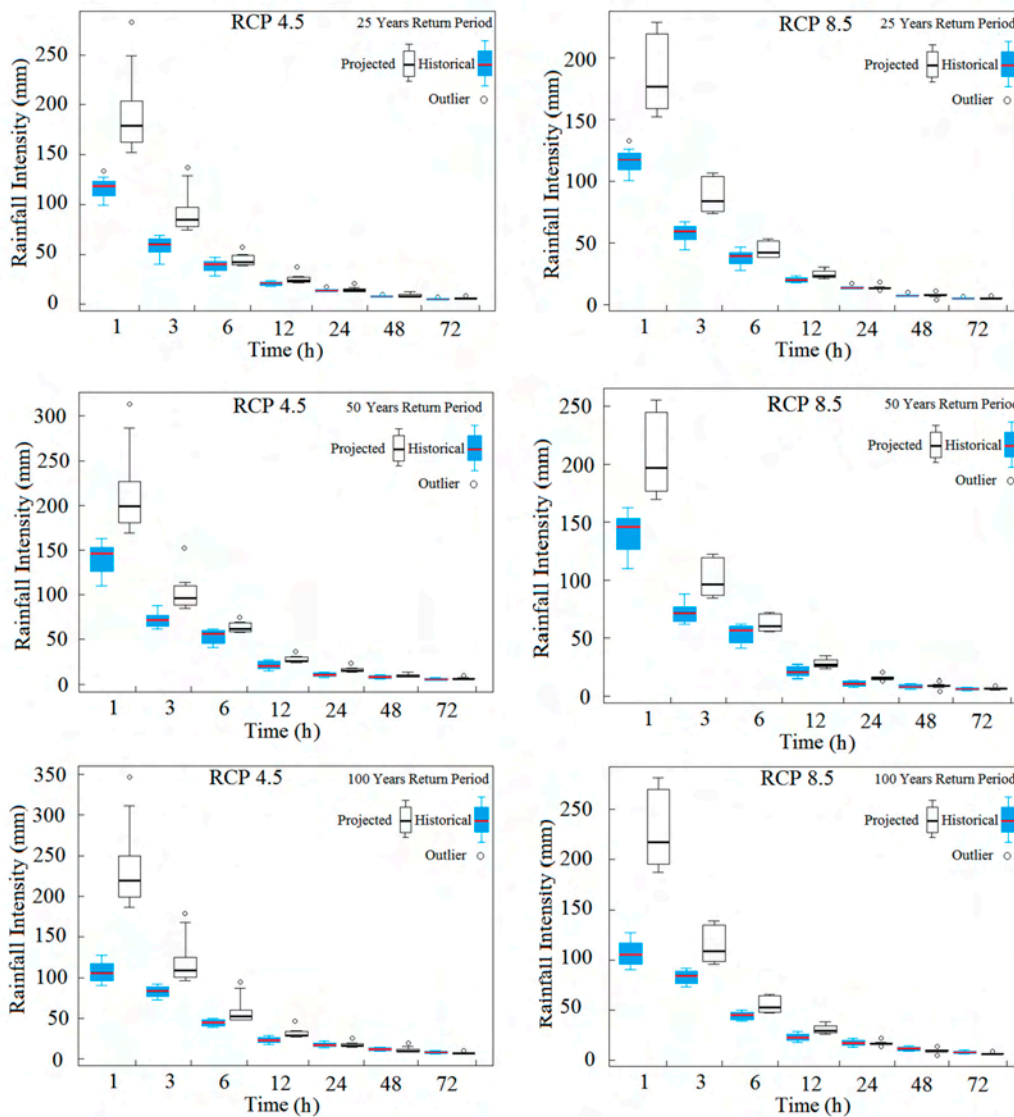 RCP 4.5
25 Years Return Period
Projected Historical
Outlier
Rainfall Intensity (mm)
250
200
150
100
50
0
1 3 6 12 24 48 72
Time (h)
RCP 8.5
25 Years Return Period
Projected Historical
Outlier
Rainfall Intensity (mm)
200
150
100
50
0
1 3 6 12 24 48 72
Time (h)
RCP 4.5
50 Years Return Period
Projected Historical
Outlier
Rainfall Intensity (mm)
300
200
150
100
50
0
1 3 6 12 24 48 72
Time (h)
RCP 8.5
50 Years Return Period
Projected Historical
Outlier
Rainfall Intensity (mm)
250
200
150
100
50
0
1 3 6 12 24 48 72
Time (h)
RCP 4.5
100 Years Return Period
Projected Historical
Outlier
Rainfall Intensity (mm)
350
300
250
200
150
100
50
0
1 3 6 12 24 48 72
Time (h)
RCP 8.5
100 Years Return Period
Projected Historical
Outlier
Rainfall Intensity (mm)
250
200
150
100
50
0
1 3 6 12 24 48 72
Time (h)